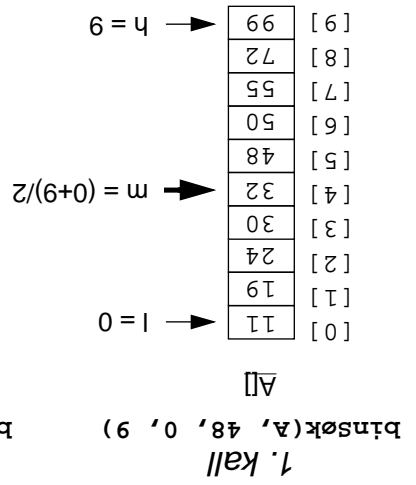 1. kall
binsøk(A, 48, 0, 9) b
A[]
[0] 11 l = 0
[1] 19
[2] 24
[3] 30
[4] 32 m = (0+9)/2
[5] 48
[6] 50
[7] 55
[8] 72
[9] 99 h = 9